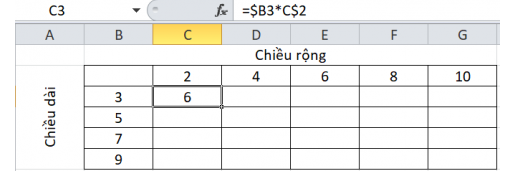 C3 fx =$B3*C$2
A B C D E F G
Chiều rộng
2 4 6 8 10
Chiều dài
3 6
5
7
9